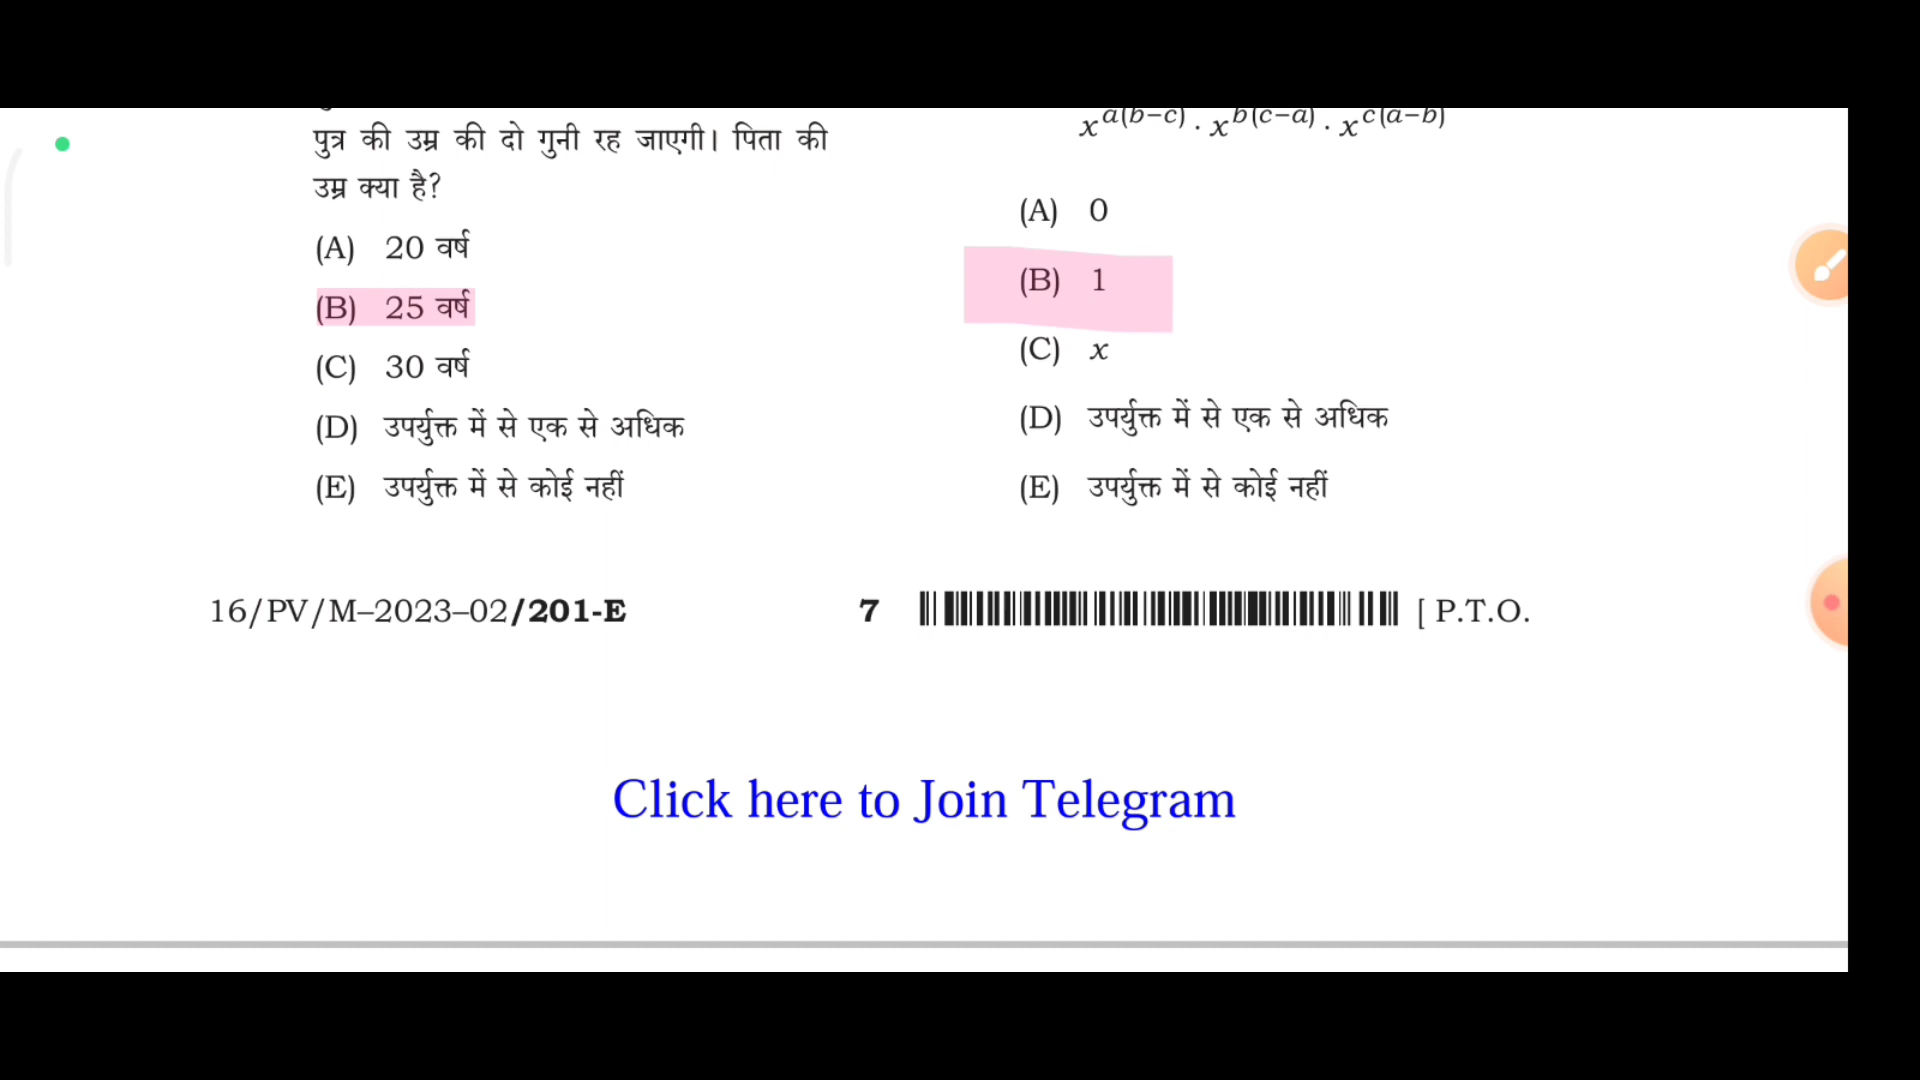 पुत्र की उम्र की दो गुनी रह जाएगी। पिता की
उम्र क्या है?
(A) 20 वर्ष
(B) 25 वर्ष
(C) 30 वर्ष
(D) उपर्युक्त में से एक से अधिक
(E) उपर्युक्त में से कोई नहीं
x^{a(b−c)} · x^{b(c−a)} · x^{c(a−b)}
(A) 0
(B) 1
(C) x
(D) उपर्युक्त में से एक से अधिक
(E) उपर्युक्त में से कोई नहीं
16/PV/M–2023–02/201-E 7 [ P.T.O.
Click here to Join Telegram